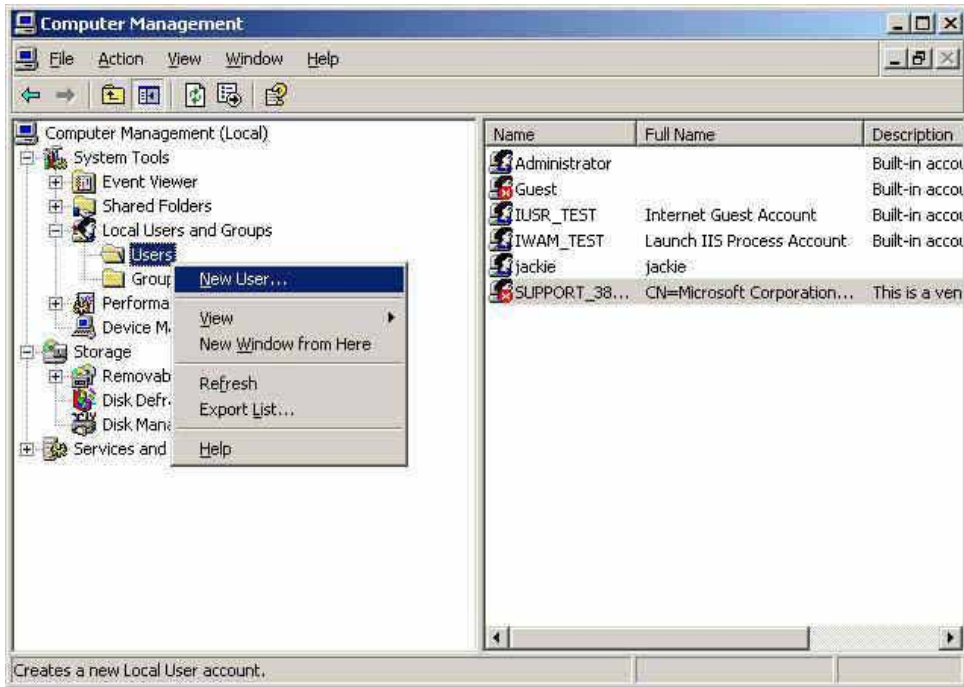 Computer Management
File Action View Window Help
Computer Management (Local)
System Tools
Event Viewer
Shared Folders
Local Users and Groups
Users
Group
Performa
Device M
Storage
Removab
Disk Defr
Disk Mana
Services and
New User...
View
New Window from Here
Refresh
Export List...
Help
Name Full Name Description
Administrator Built-in accou
Guest Built-in accou
IUSR_TEST Internet Guest Account Built-in accou
IWAM_TEST Launch IIS Process Account Built-in accou
jackie jackie
SUPPORT_38... CN=Microsoft Corporation... This is a ven
Creates a new Local User account.